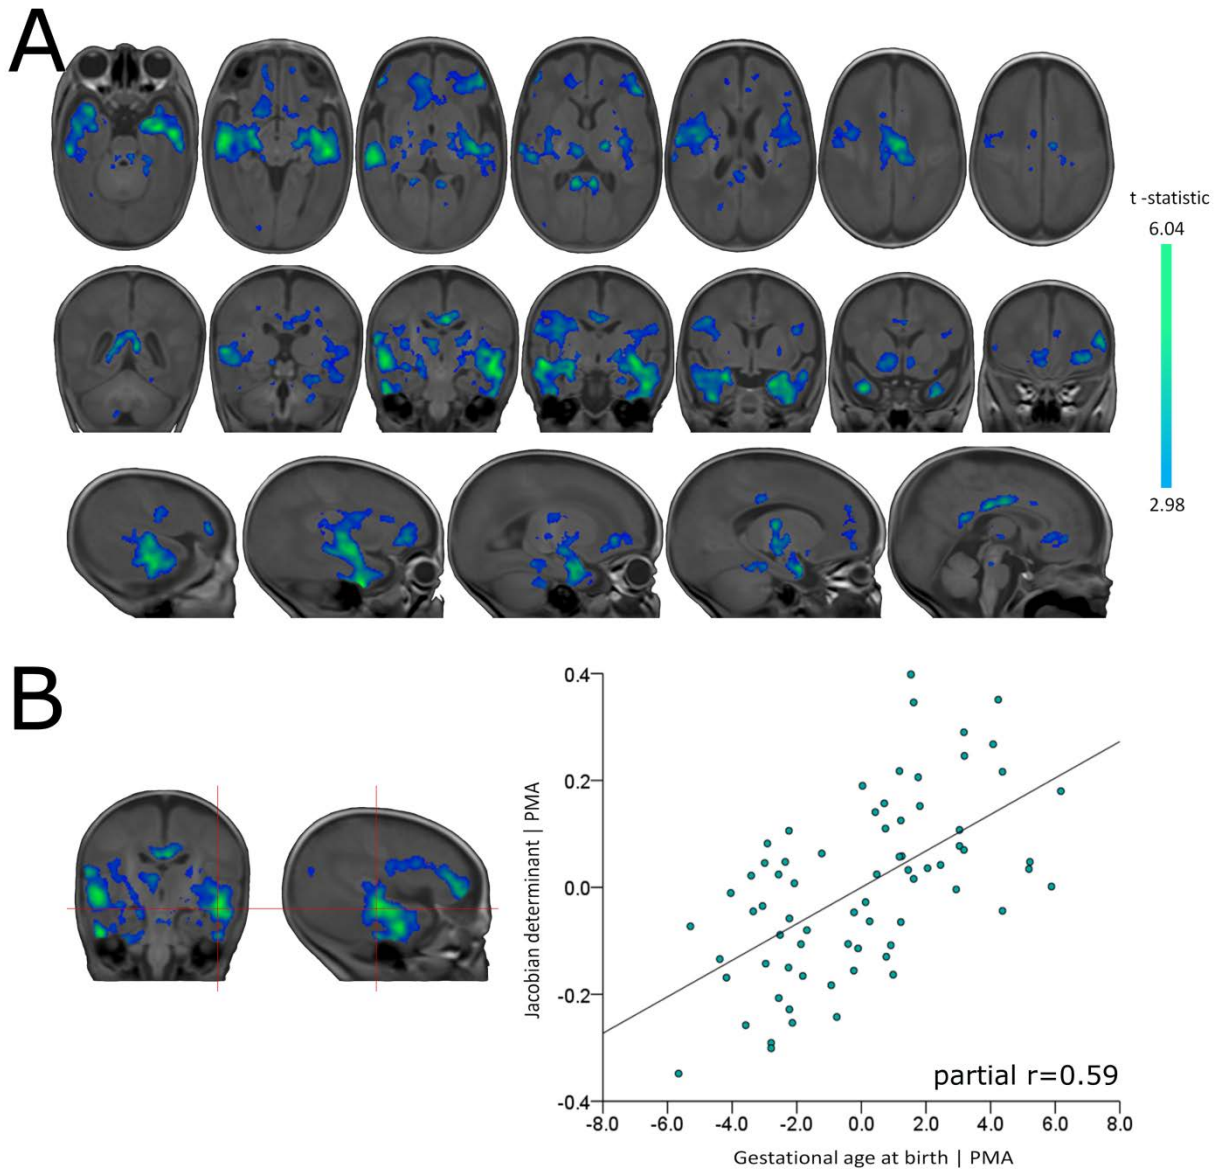 A
t -statistic
6.04
2.98
B
0.4
0.2
0.0
-0.2
-0.4
Jacobian determinant | PMA
partial r=0.59
-8.0 -6.0 -4.0 -2.0 0.0 2.0 4.0 6.0 8.0
Gestational age at birth | PMA